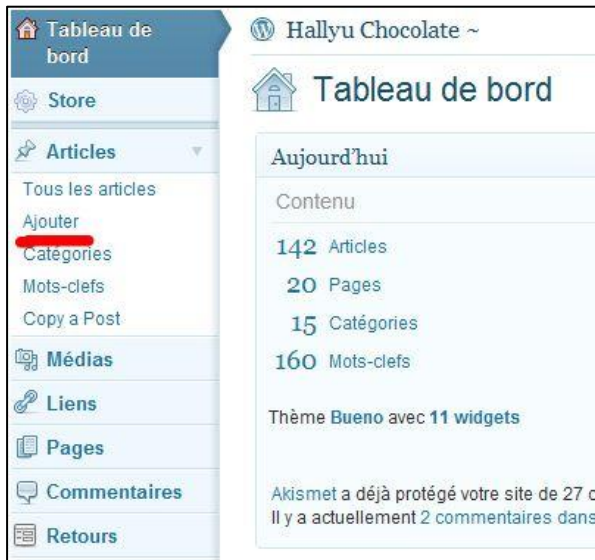 Tableau de
bord
Store
Articles
Tous les articles
Ajouter
Catégories
Mots-clefs
Copy a Post
Médias
Liens
Pages
Commentaires
Retours
Hallyu Chocolate ~
Tableau de bord
Aujourd'hui
Contenu
142 Articles
20 Pages
15 Catégories
160 Mots-clefs
Thème Bueno avec 11 widgets
Akismet a déjà protégé votre site de 27
Il y a actuellement 2 commentaires dans